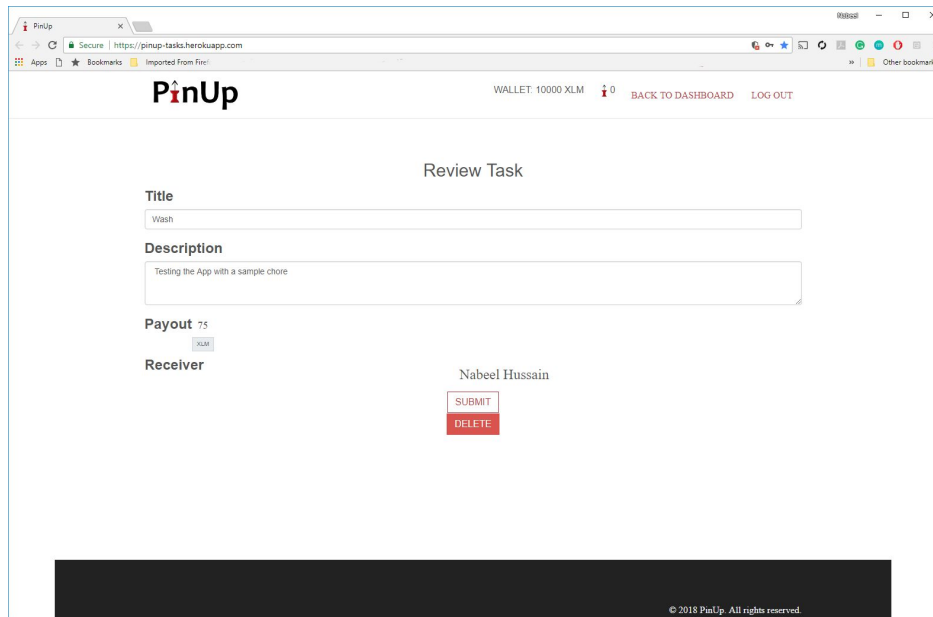 Nabeel
PinUp
Secure | https://pinup-tasks.herokuapp.com
Apps Bookmarks Imported From Firef Other bookmark
PinUp WALLET: 10000 XLM 0 BACK TO DASHBOARD LOG OUT
Review Task
Title
Wash
Description
Testing the App with a sample chore
Payout 75
XLM
Receiver
Nabeel Hussain
SUBMIT
DELETE
© 2018 PinUp. All rights reserved.